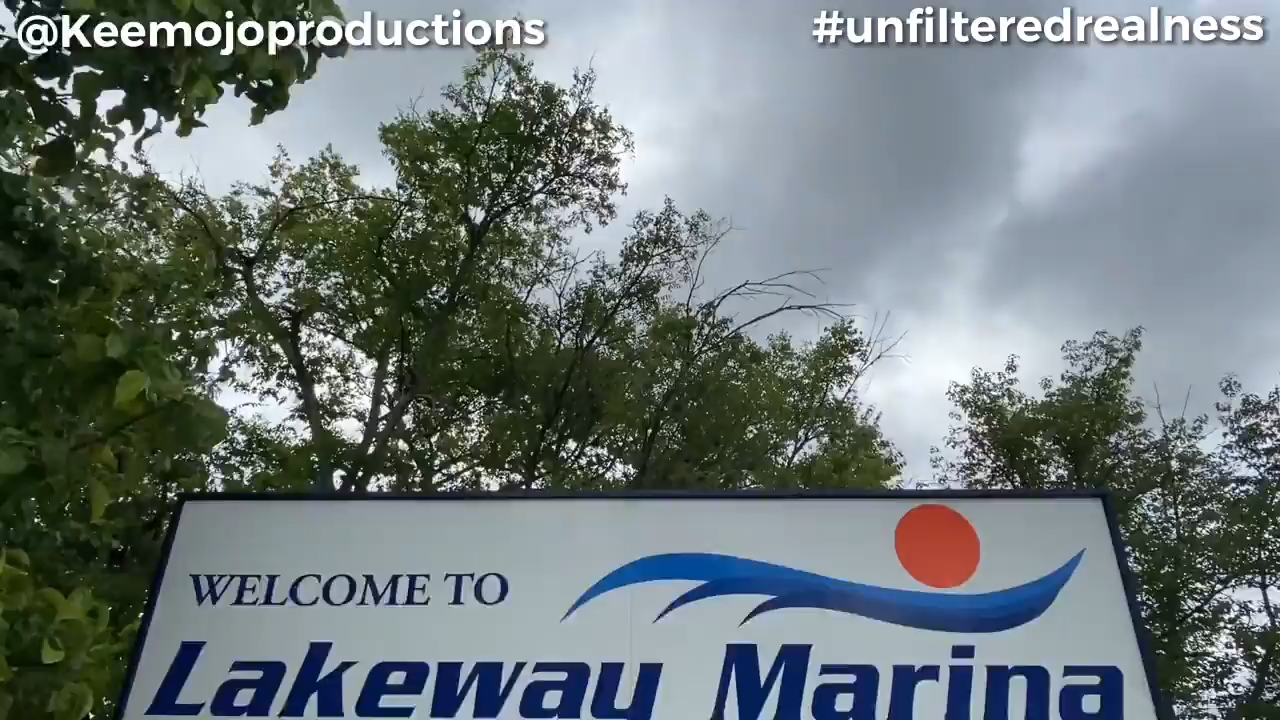 @Keemojoproductions
#unfilteredrealness
WELCOME TO
Lakeway Marina